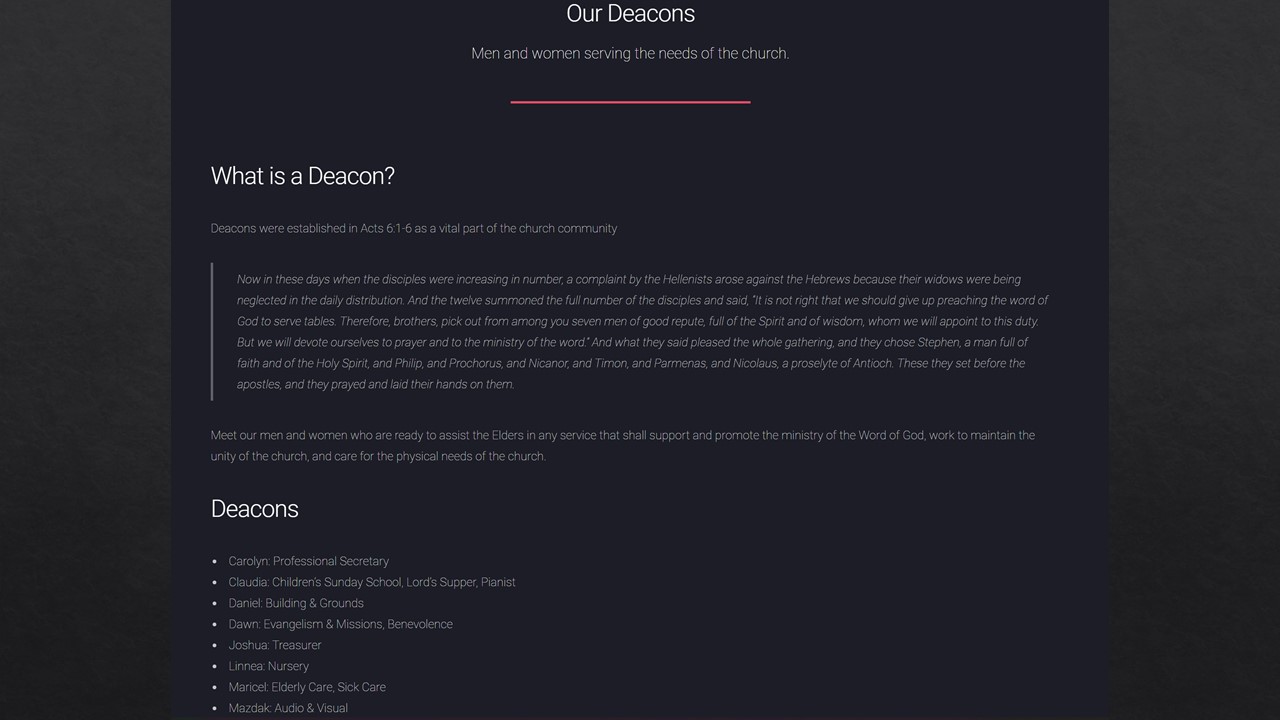 Our Deacons
Men and women serving the needs of the church.
What is a Deacon?
Deacons were established in Acts 6:1-6 as a vital part of the church community
Now in these days when the disciples were increasing in number, a complaint by the Hellenists arose against the Hebrews because their widows were being
neglected in the daily distribution. And the twelve summoned the full number of the disciples and said, "It is not right that we should give up preaching the word of
God to serve tables. Therefore, brothers, pick out from among you seven men of good repute, full of the Spirit and of wisdom, whom we will appoint to this duty.
But we will devote ourselves to prayer and to the ministry of the word." And what they said pleased the whole gathering, and they chose Stephen, a man full of
faith and of the Holy Spirit, and Philip, and Prochorus, and Nicanor, and Timon, and Parmenas, and Nicolaus, a proselyte of Antioch. These they set before the
apostles, and they prayed and laid their hands on them.
Meet our men and women who are ready to assist the Elders in any service that shall support and promote the ministry of the Word of God, work to maintain the
unity of the church, and care for the physical needs of the church.
Deacons
• Carolyn: Professional Secretary
• Claudia: Children's Sunday School, Lord's Supper, Pianist
• Daniel: Building & Grounds
• Dawn: Evangelism & Missions, Benevolence
• Joshua: Treasurer
• Linnea: Nursery
• Maricel: Elderly Care, Sick Care
• Mazdak: Audio & Visual